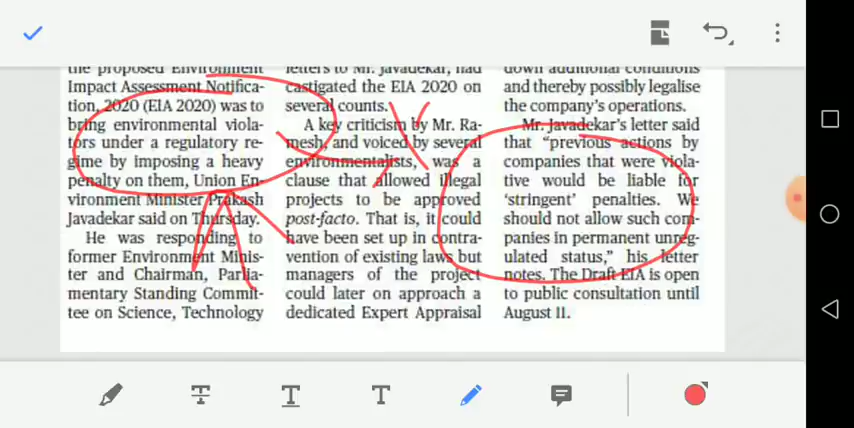 the proposed Environment
Impact Assessment Notifica-
tion, 2020 (EIA 2020) was to
bring environmental viola-
tors under a regulatory re-
gime by imposing a heavy
penalty on them, Union En-
vironment Minister Prakash
Javadekar said on Thursday.
He was responding to
former Environment Minis-
ter and Chairman, Parlia-
mentary Standing Commit-
tee on Science, Technology
letters to Mr. Javadekar, had
castigated the EIA 2020 on
several counts.
A key criticism by Mr. Ra-
mesh, and voiced by several
environmentalists, was a
clause that allowed illegal
projects to be approved
post-facto. That is, it could
have been set up in contra-
vention of existing laws but
managers of the project
could later on approach a
dedicated Expert Appraisal
down additional conditions
and thereby possibly legalise
the company's operations.
Mr. Javadekar's letter said
that “previous actions by
companies that were viola-
tive would be liable for
‘stringent’ penalties. We
should not allow such com-
panies in permanent unreg-
ulated status,” his letter
notes. The Draft EIA is open
to public consultation until
August 11.